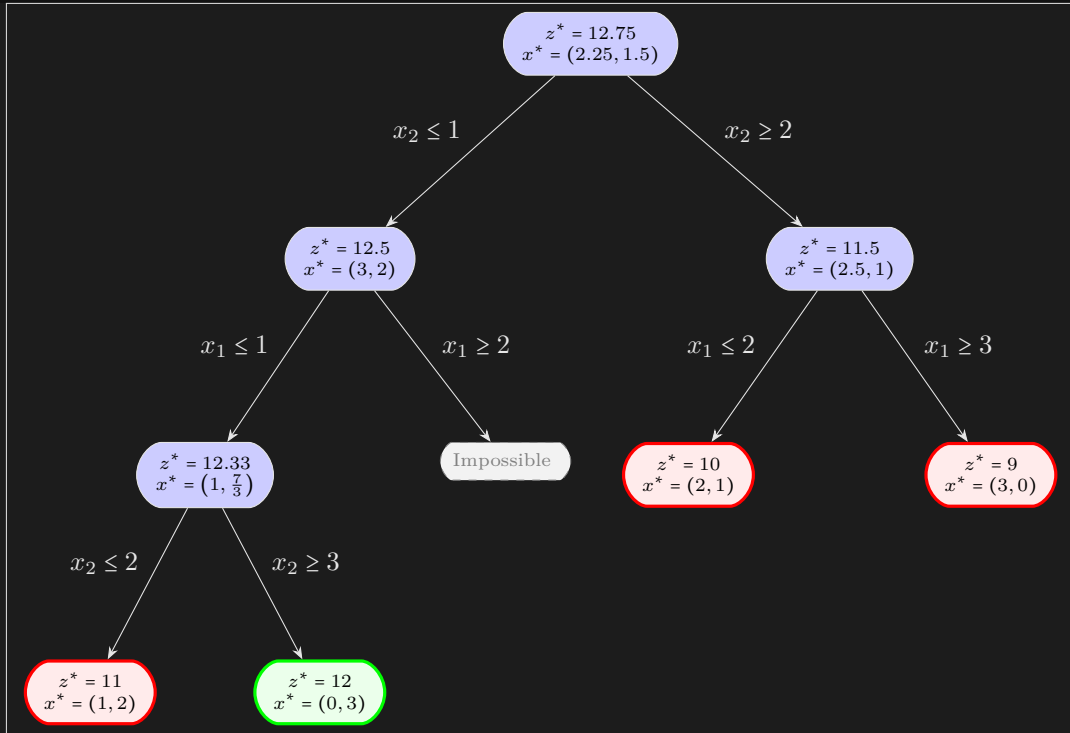 z* = 12.75
x* = (2.25, 1.5)
x₂ ≤ 1
x₂ ≥ 2
z* = 12.5
x* = (3, 2)
z* = 11.5
x* = (2.5, 1)
x₁ ≤ 1
x₁ ≥ 2
x₁ ≤ 2
x₁ ≥ 3
z* = 12.33
x* = (1, 7/3)
Impossible
z* = 10
x* = (2, 1)
z* = 9
x* = (3, 0)
x₂ ≤ 2
x₂ ≥ 3
z* = 11
x* = (1, 2)
z* = 12
x* = (0, 3)